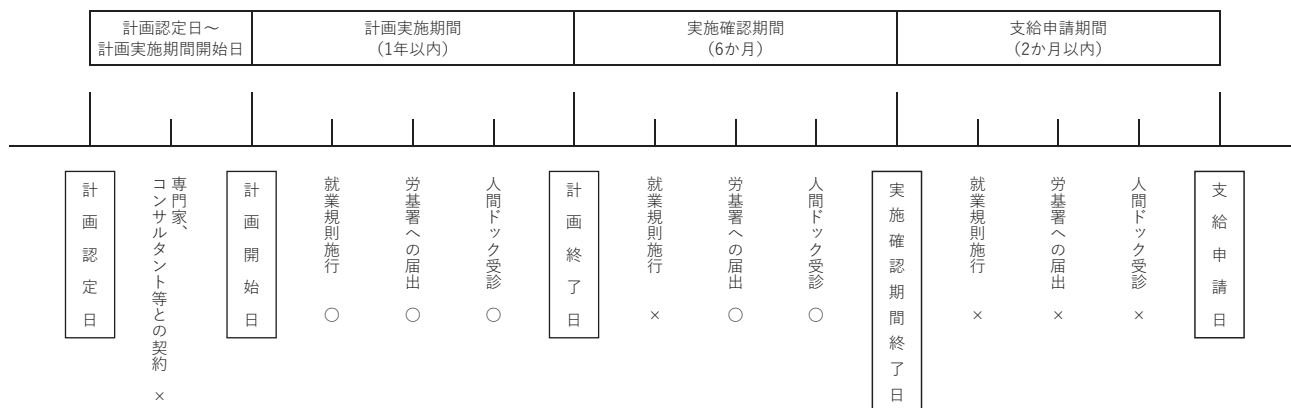 計画認定日～
計画実施期間開始日
計画実施期間
(1年以内)
実施確認期間
(6か月)
支給申請期間
(2か月以内)
計画認定日
専門家、
コンサルタント等との契約 ×
計画開始日
就業規則施行 ○
労基署への届出 ○
人間ドック受診 ○
計画終了日
就業規則施行 ×
労基署への届出 ○
人間ドック受診 ○
実施確認期間終了日
就業規則施行 ×
労基署への届出 ×
人間ドック受診 ×
支給申請日